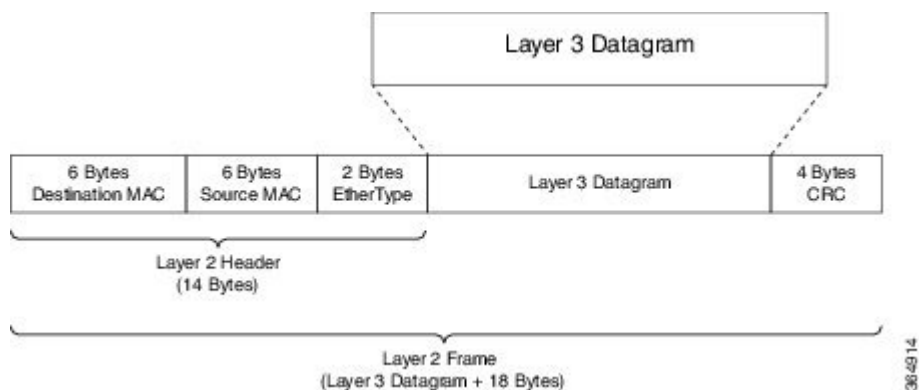 Layer 3 Datagram
6 Bytes
Destination MAC
6 Bytes
Source MAC
2 Bytes
EtherType
Layer 3 Datagram
4 Bytes
CRC
Layer 2 Header
(14 Bytes)
Layer 2 Frame
(Layer 3 Datagram + 18 Bytes)
364914